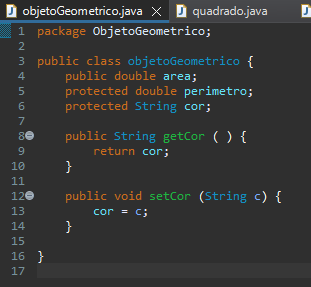 objetoGeometrico.java quadrado.java
1 package ObjetoGeometrico;
2
3 public class objetoGeometrico {
4 public double area;
5 protected double perimetro;
6 protected String cor;
7
8 public String getCor ( ) {
9 return cor;
10 }
11
12 public void setCor (String c) {
13 cor = c;
14 }
15
16 }
17